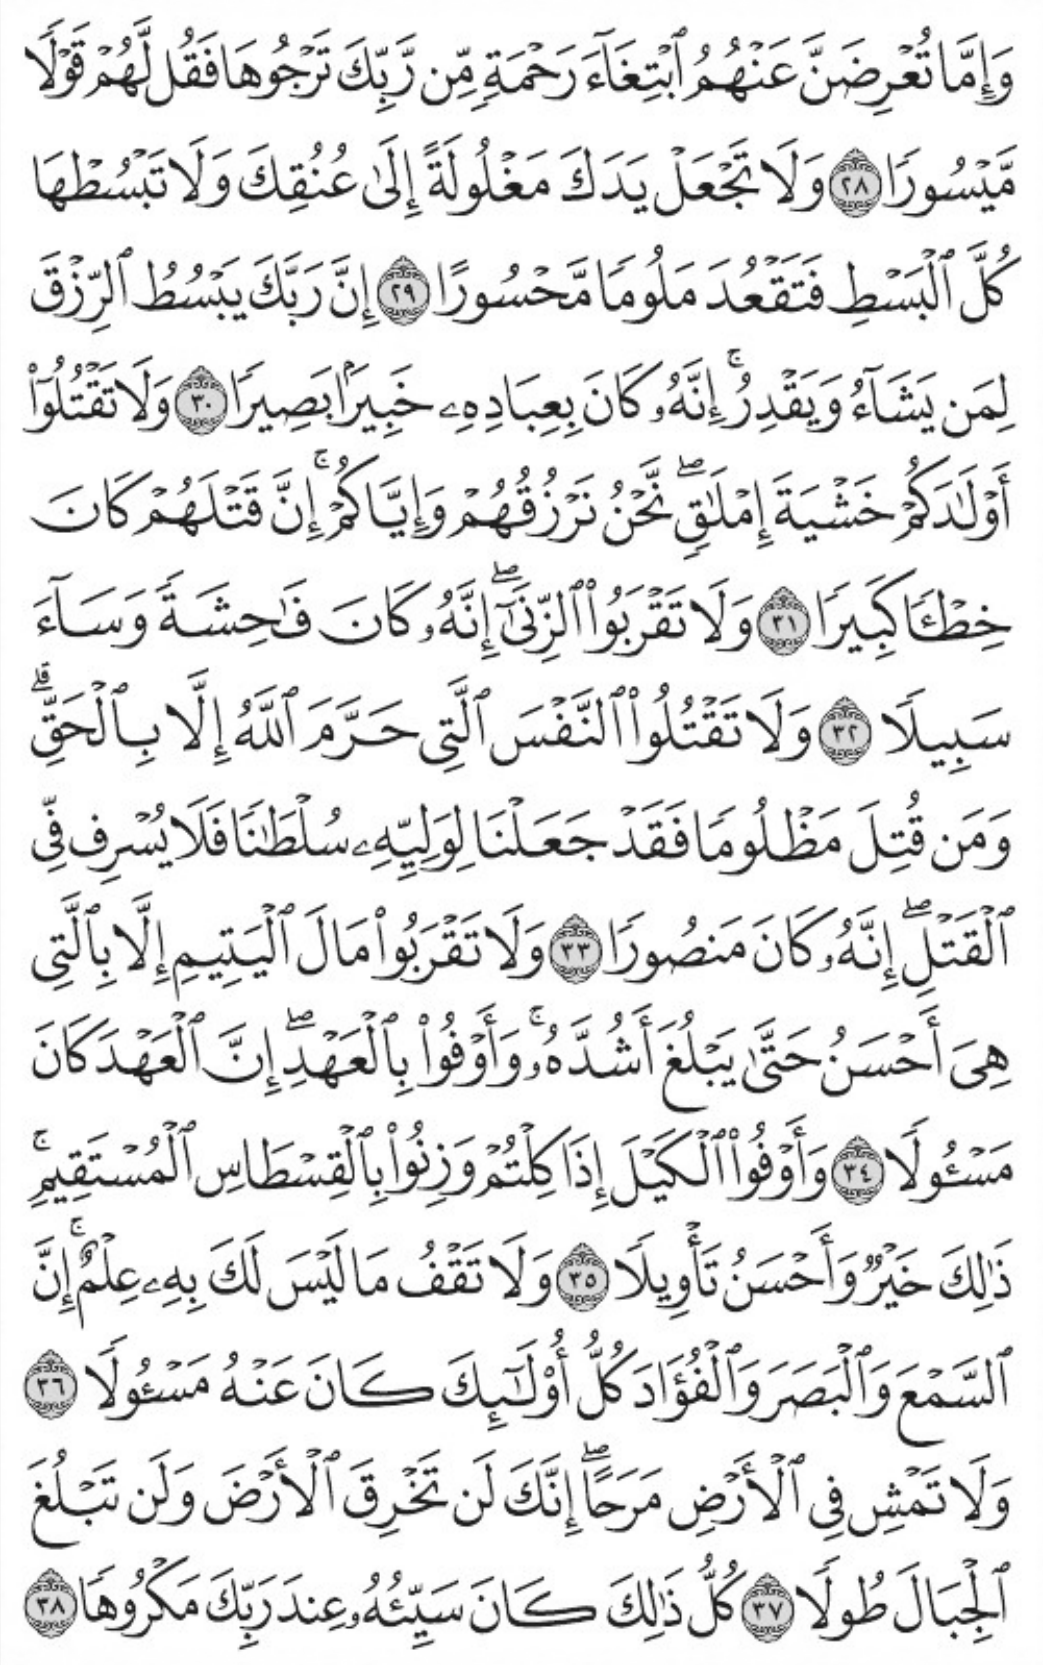 وَإِمَّا تُعْرِضَنَّ عَنْهُمُ ٱبْتِغَآءَ رَحْمَةٍ مِّن رَّبِّكَ تَرْجُوهَا فَقُل لَّهُمْ قَوْلًا
مَّيْسُورًا ٢٨ وَلَا تَجْعَلْ يَدَكَ مَغْلُولَةً إِلَىٰ عُنُقِكَ وَلَا تَبْسُطْهَا
كُلَّ ٱلْبَسْطِ فَتَقْعُدَ مَلُومًا مَّحْسُورًا ٢٩ إِنَّ رَبَّكَ يَبْسُطُ ٱلرِّزْقَ
لِمَن يَشَآءُ وَيَقْدِرُ ۚ إِنَّهُۥ كَانَ بِعِبَادِهِۦ خَبِيرًۢا بَصِيرًا ٣٠ وَلَا تَقْتُلُوٓا۟
أَوْلَـٰدَكُمْ خَشْيَةَ إِمْلَـٰقٍ ۖ نَّحْنُ نَرْزُقُهُمْ وَإِيَّاكُمْ ۚ إِنَّ قَتْلَهُمْ كَانَ
خِطْـًٔا كَبِيرًا ٣١ وَلَا تَقْرَبُوا۟ ٱلزِّنَىٰٓ ۖ إِنَّهُۥ كَانَ فَـٰحِشَةً وَسَآءَ
سَبِيلًا ٣٢ وَلَا تَقْتُلُوا۟ ٱلنَّفْسَ ٱلَّتِى حَرَّمَ ٱللَّهُ إِلَّا بِٱلْحَقِّ ۗ
وَمَن قُتِلَ مَظْلُومًا فَقَدْ جَعَلْنَا لِوَلِيِّهِۦ سُلْطَـٰنًا فَلَا يُسْرِف فِّى
ٱلْقَتْلِ ۖ إِنَّهُۥ كَانَ مَنصُورًا ٣٣ وَلَا تَقْرَبُوا۟ مَالَ ٱلْيَتِيمِ إِلَّا بِٱلَّتِى
هِىَ أَحْسَنُ حَتَّىٰ يَبْلُغَ أَشُدَّهُۥ ۚ وَأَوْفُوا۟ بِٱلْعَهْدِ ۖ إِنَّ ٱلْعَهْدَ كَانَ
مَسْـُٔولًا ٣٤ وَأَوْفُوا۟ ٱلْكَيْلَ إِذَا كِلْتُمْ وَزِنُوا۟ بِٱلْقِسْطَاسِ ٱلْمُسْتَقِيمِ ۚ
ذَٰلِكَ خَيْرٌ وَأَحْسَنُ تَأْوِيلًا ٣٥ وَلَا تَقْفُ مَا لَيْسَ لَكَ بِهِۦ عِلْمٌ ۚ إِنَّ
ٱلسَّمْعَ وَٱلْبَصَرَ وَٱلْفُؤَادَ كُلُّ أُو۟لَـٰٓئِكَ كَانَ عَنْهُ مَسْـُٔولًا ٣٦
وَلَا تَمْشِ فِى ٱلْأَرْضِ مَرَحًا ۖ إِنَّكَ لَن تَخْرِقَ ٱلْأَرْضَ وَلَن تَبْلُغَ
ٱلْجِبَالَ طُولًا ٣٧ كُلُّ ذَٰلِكَ كَانَ سَيِّئُهُۥ عِندَ رَبِّكَ مَكْرُوهًا ٣٨